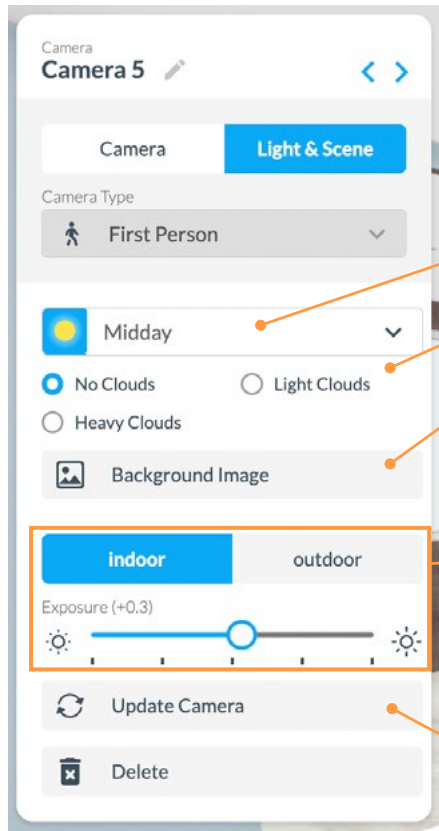 Camera
Camera 5
Camera Light & Scene
Camera Type
First Person
Midday
No Clouds Light Clouds
Heavy Clouds
Background Image
indoor outdoor
Exposure (+0.3)
Update Camera
Delete